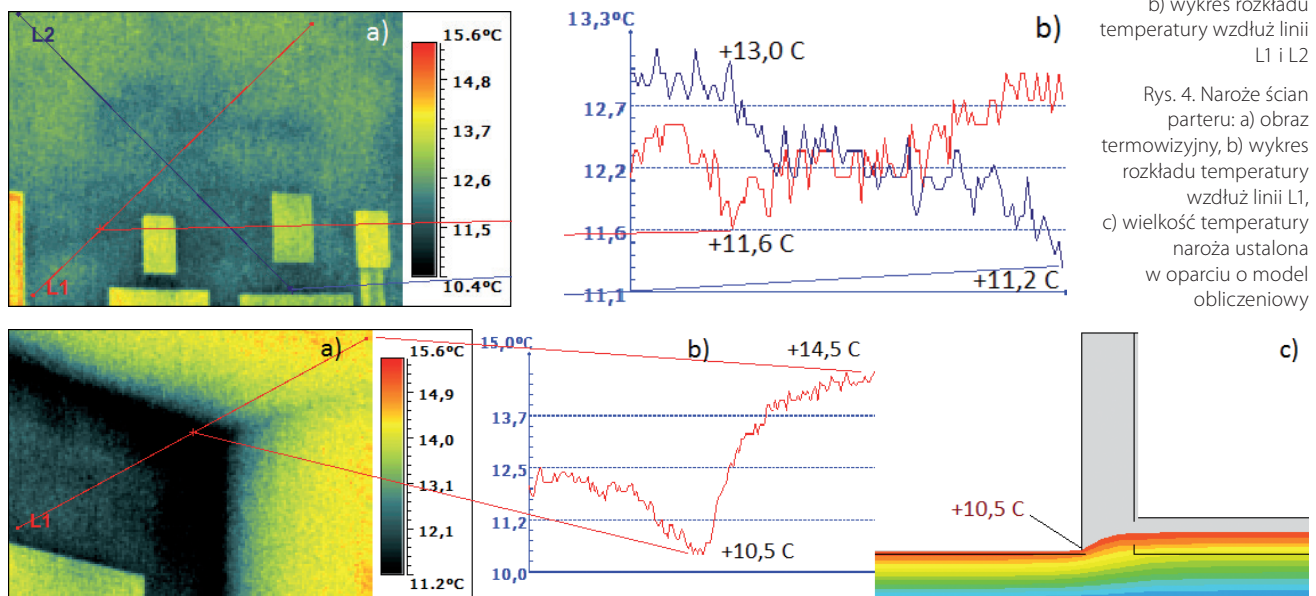 L2
a)
L1
15.6ºC
14,8
13,7
12,6
11,5
10.4ºC
13,3ºC
b)
+13,0 C
12,7
12,2
11,6
+11,6 C
11,1
+11,2 C
b) wykres rozkładu
temperatury wzdłuż linii
L1 i L2
Rys. 4. Naroże ścian
parteru: a) obraz
termowizyjny, b) wykres
rozkładu temperatury
wzdłuż linii L1,
c) wielkość temperatury
naroża ustalona
w oparciu o model
obliczeniowy
a)
L1
15.6ºC
14,9
14,0
13,1
12,1
11.2ºC
15,0ºC
b)
+14,5 C
13,7
12,5
11,2
+10,5 C
10,0
c)
+10,5 C